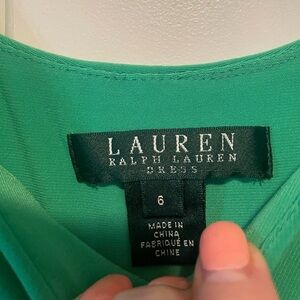 LAUREN
RALPH LAUREN
DRESS
6
MADE IN
CHINA
FABRIQUÉ EN
CHINE